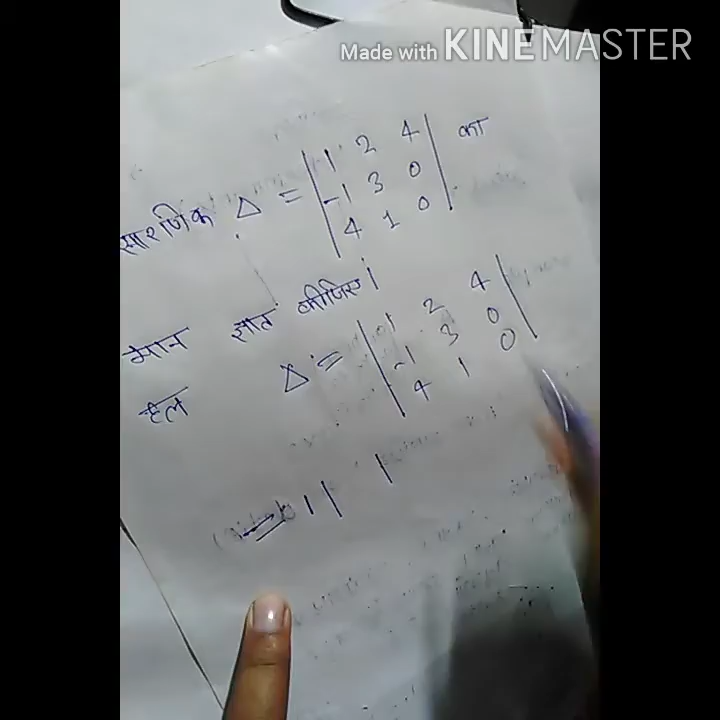 Made with KINEMASTER
सारणिक Δ = | 1 2 4 | का
| -1 3 0 |
| 4 1 0 |
मान ज्ञात कीजिए।
हल Δ = | 1 2 4 |
| -1 3 0 |
| 4 1 0 |
= 1 | |